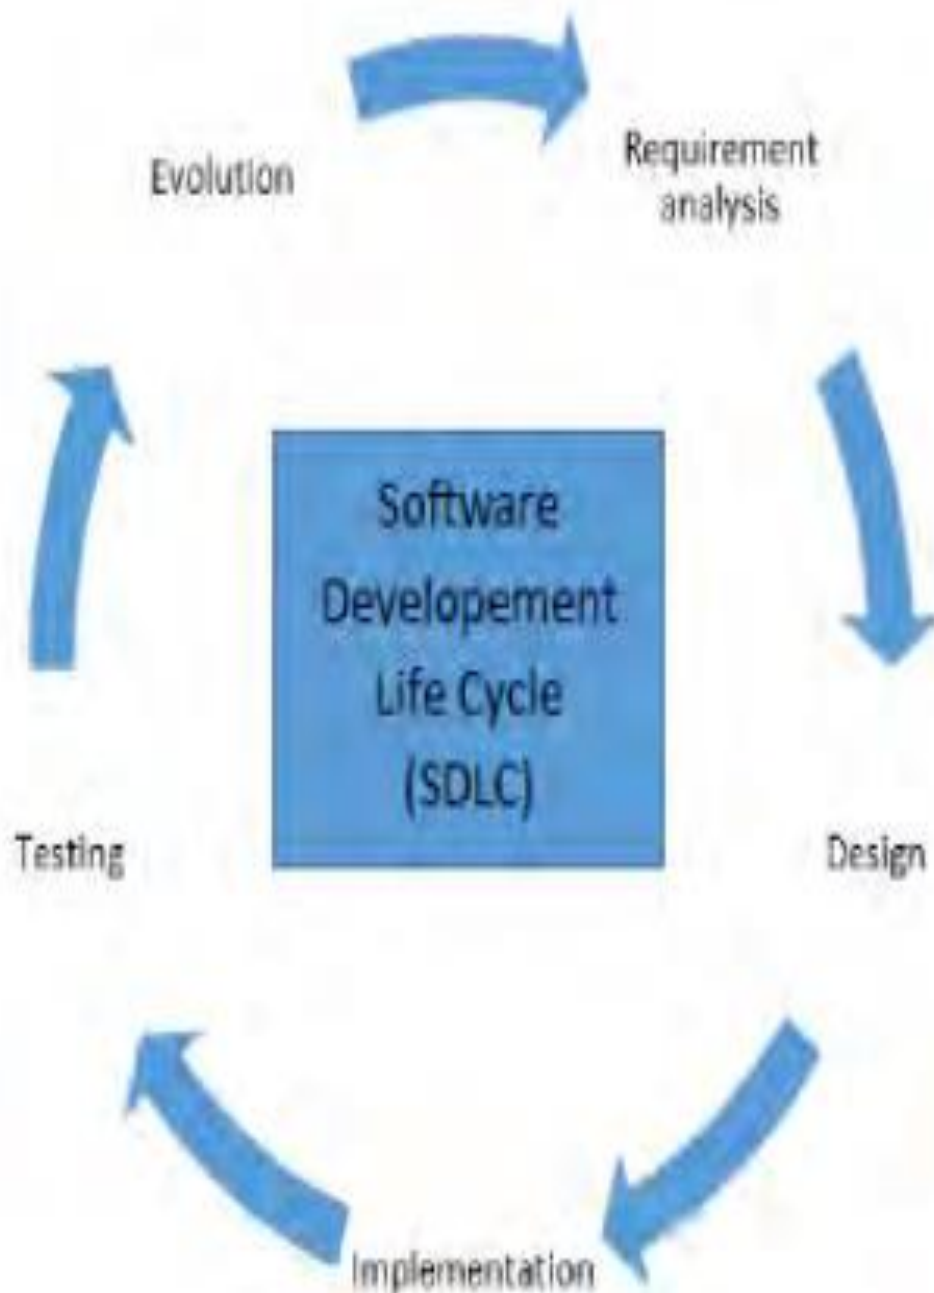 Evolution
Requirement
analysis
Software
Developement
Life Cycle
(SDLC)
Testing
Design
Implementation